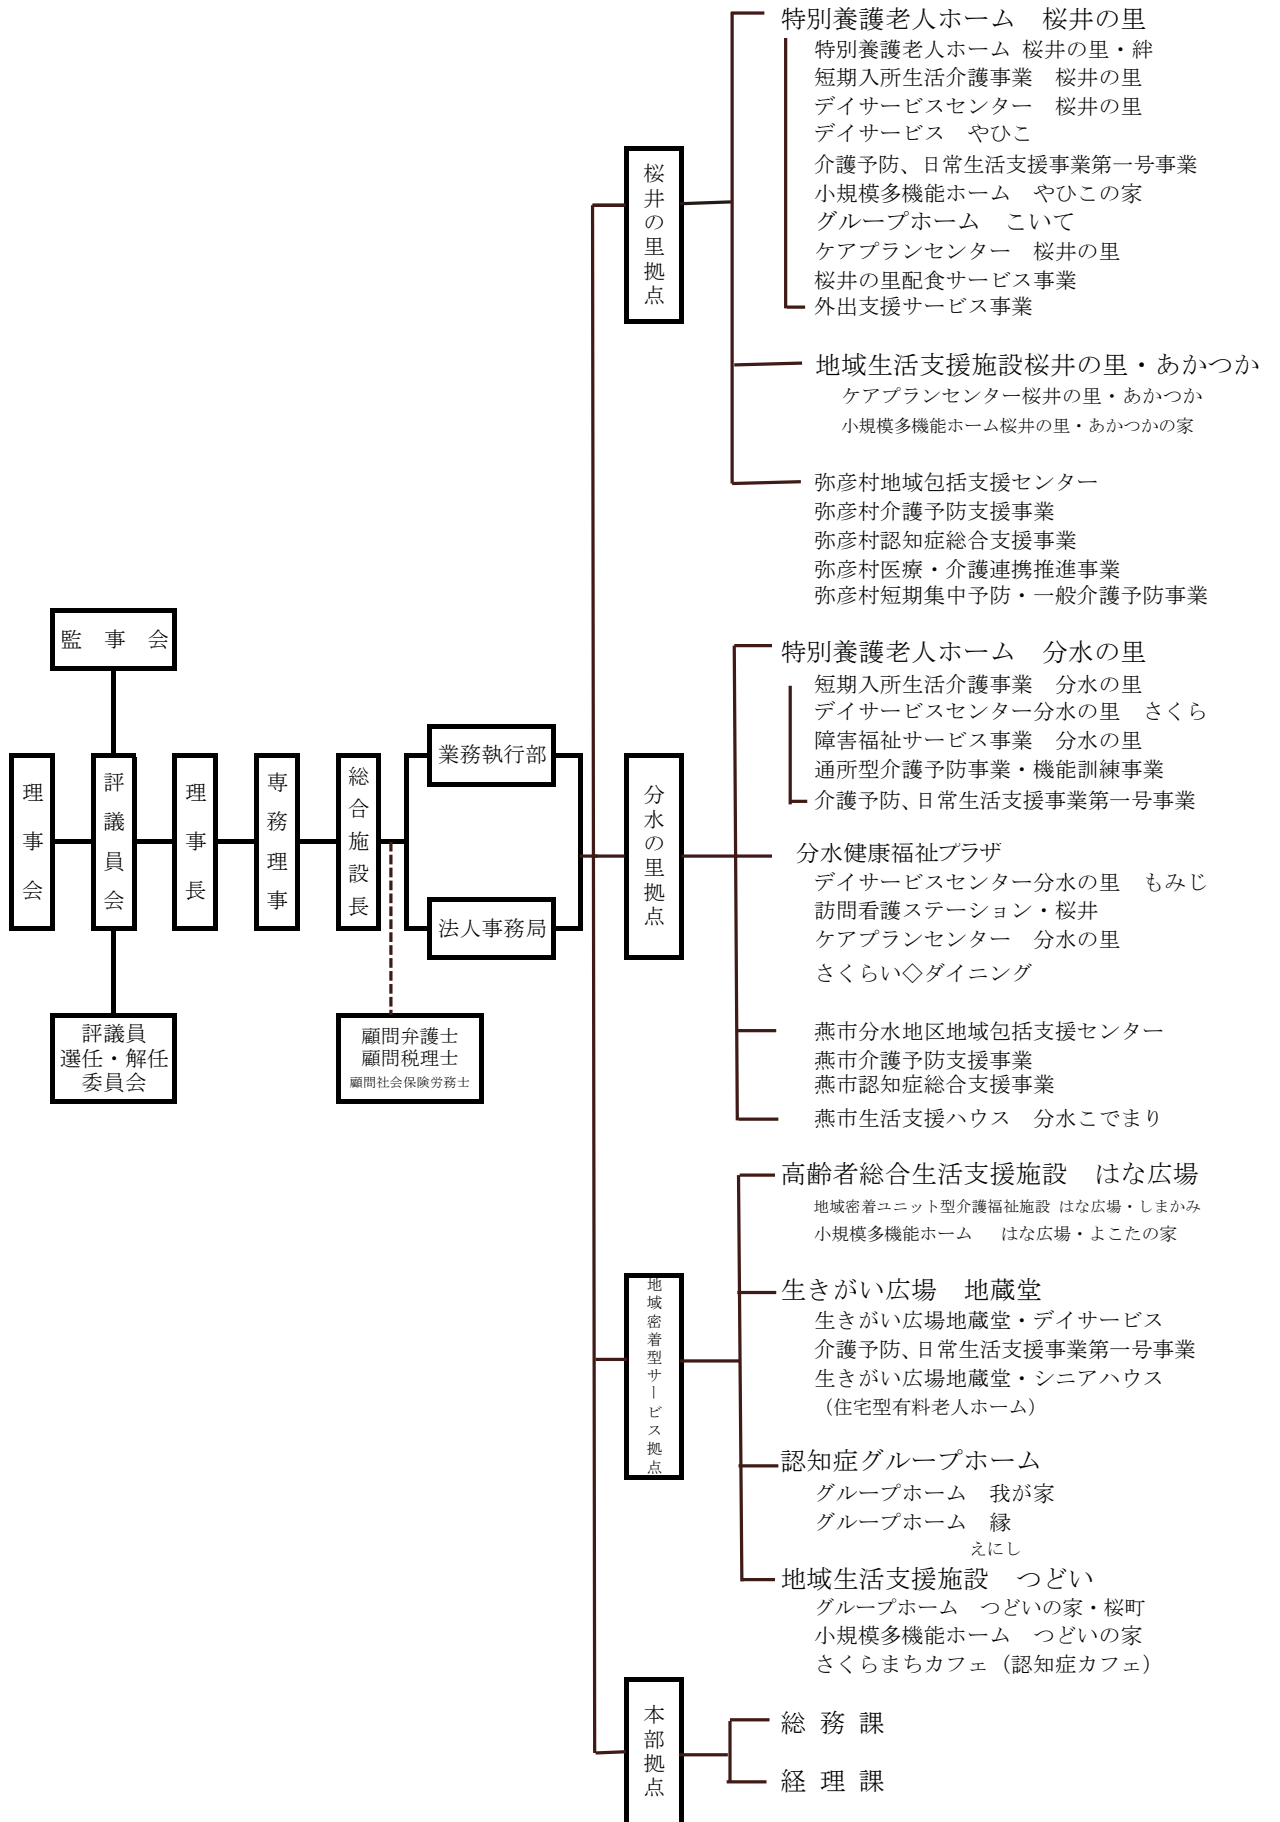 監　事　会
理事会
評議員会
理事長
専務理事
総合施設長
業務執行部
法人事務局
評議員
選任・解任
委員会
顧問弁護士
顧問税理士
顧問社会保険労務士
桜井の里拠点
特別養護老人ホーム　桜井の里
特別養護老人ホーム 桜井の里・絆
短期入所生活介護事業　桜井の里
デイサービスセンター　桜井の里
デイサービス　やひこ
介護予防、日常生活支援事業第一号事業
小規模多機能ホーム　やひこの家
グループホーム　こいて
ケアプランセンター　桜井の里
桜井の里配食サービス事業
外出支援サービス事業
地域生活支援施設桜井の里・あかつか
ケアプランセンター桜井の里・あかつか
小規模多機能ホーム桜井の里・あかつかの家
弥彦村地域包括支援センター
弥彦村介護予防支援事業
弥彦村認知症総合支援事業
弥彦村医療・介護連携推進事業
弥彦村短期集中予防・一般介護予防事業
分水の里拠点
特別養護老人ホーム　分水の里
短期入所生活介護事業　分水の里
デイサービスセンター分水の里　さくら
障害福祉サービス事業　分水の里
通所型介護予防事業・機能訓練事業
介護予防、日常生活支援事業第一号事業
分水健康福祉プラザ
デイサービスセンター分水の里　もみじ
訪問看護ステーション・桜井
ケアプランセンター　分水の里
さくらい◇ダイニング
燕市分水地区地域包括支援センター
燕市介護予防支援事業
燕市認知症総合支援事業
燕市生活支援ハウス　分水こでまり
地域密着型サービス拠点
高齢者総合生活支援施設　はな広場
地域密着ユニット型介護福祉施設 はな広場・しまかみ
小規模多機能ホーム　はな広場・よこたの家
生きがい広場　地蔵堂
生きがい広場地蔵堂・デイサービス
介護予防、日常生活支援事業第一号事業
生きがい広場地蔵堂・シニアハウス
（住宅型有料老人ホーム）
認知症グループホーム
グループホーム　我が家
グループホーム　縁
えにし
地域生活支援施設　つどい
グループホーム　つどいの家・桜町
小規模多機能ホーム　つどいの家
さくらまちカフェ（認知症カフェ）
本部拠点
総 務 課
経 理 課